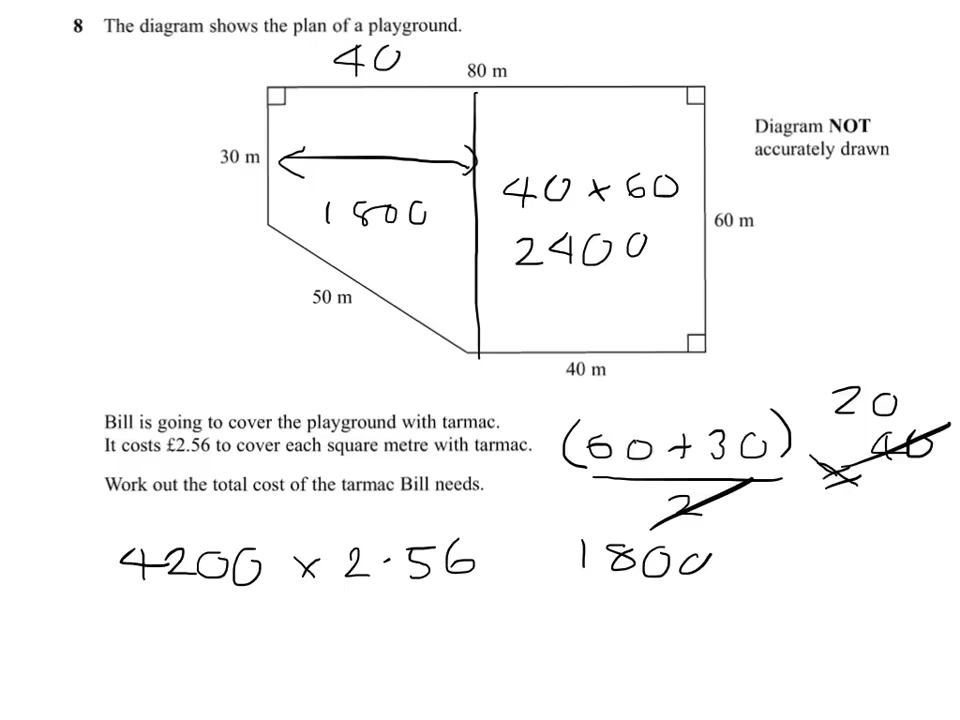 8 The diagram shows the plan of a playground.
40
80 m
Diagram NOT
accurately drawn
30 m
40 × 60
1800
60 m
2400
50 m
40 m
Bill is going to cover the playground with tarmac.
It costs £2.56 to cover each square metre with tarmac.
Work out the total cost of the tarmac Bill needs.
20
(60 + 30) × 40
2
4200 × 2.56
1800